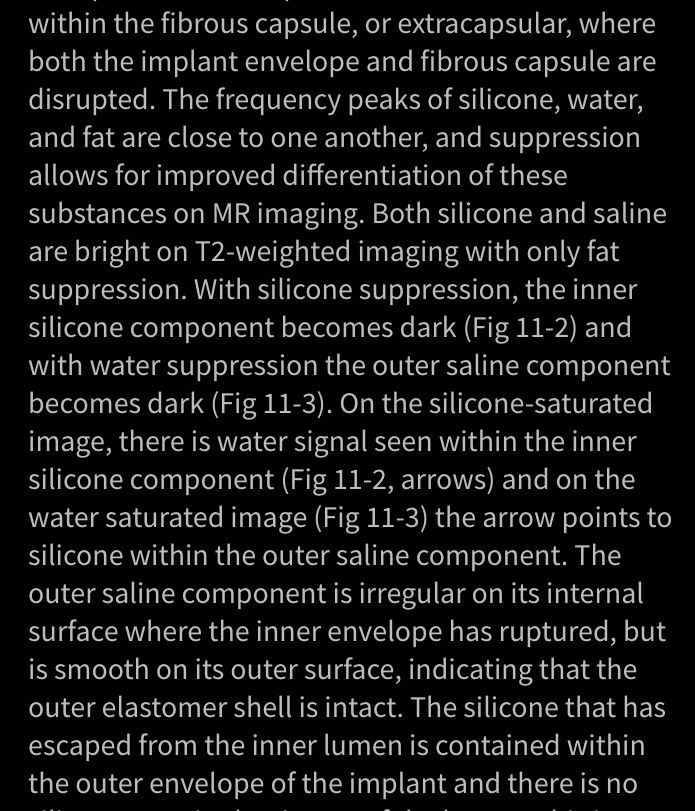 within the fibrous capsule, or extracapsular, where
both the implant envelope and fibrous capsule are
disrupted. The frequency peaks of silicone, water,
and fat are close to one another, and suppression
allows for improved differentiation of these
substances on MR imaging. Both silicone and saline
are bright on T2-weighted imaging with only fat
suppression. With silicone suppression, the inner
silicone component becomes dark (Fig 11-2) and
with water suppression the outer saline component
becomes dark (Fig 11-3). On the silicone-saturated
image, there is water signal seen within the inner
silicone component (Fig 11-2, arrows) and on the
water saturated image (Fig 11-3) the arrow points to
silicone within the outer saline component. The
outer saline component is irregular on its internal
surface where the inner envelope has ruptured, but
is smooth on its outer surface, indicating that the
outer elastomer shell is intact. The silicone that has
escaped from the inner lumen is contained within
the outer envelope of the implant and there is no